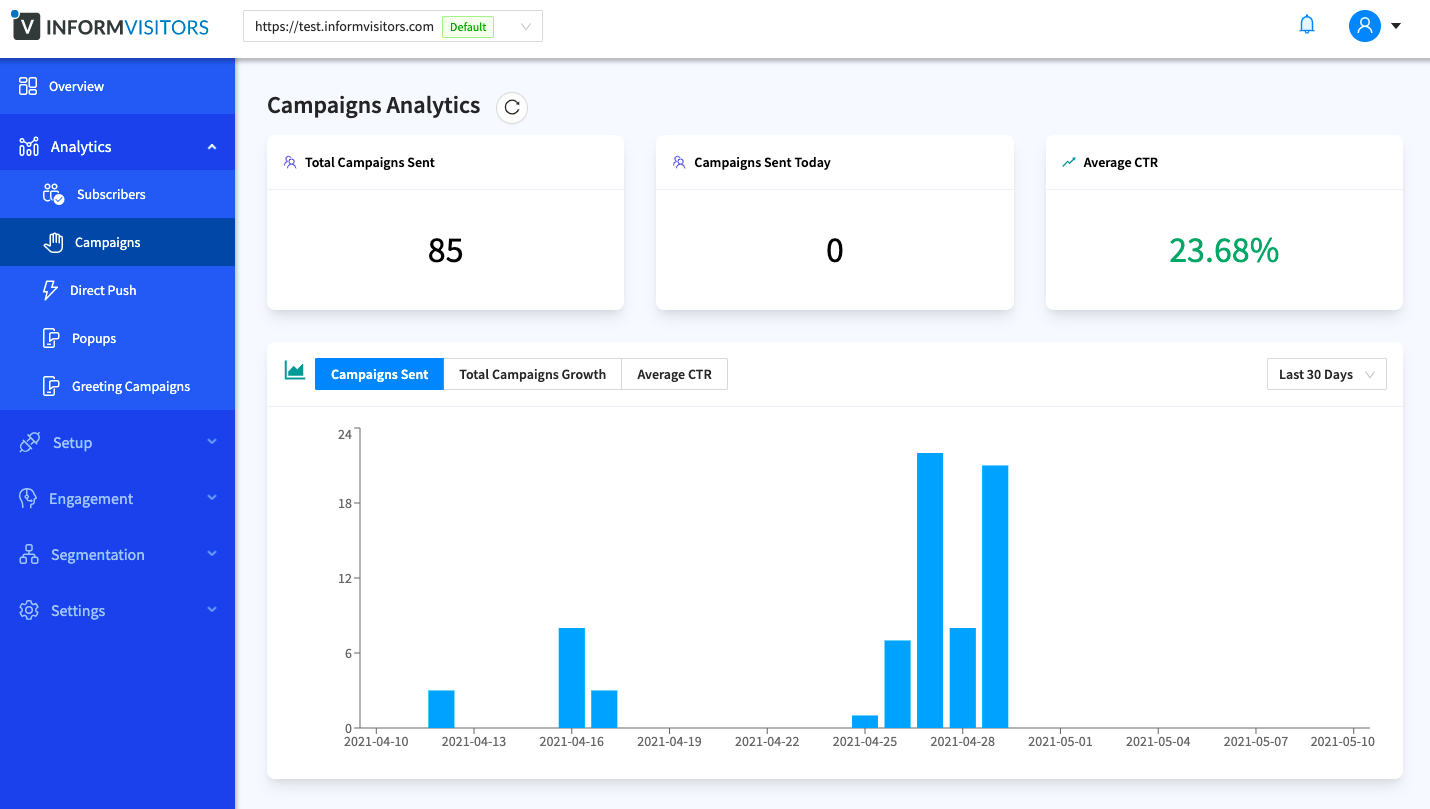 V INFORMVISITORS
https://test.informvisitors.com Default
Overview
Analytics
Subscribers
Campaigns
Direct Push
Popups
Greeting Campaigns
Setup
Engagement
Segmentation
Settings
Campaigns Analytics
Total Campaigns Sent
85
Campaigns Sent Today
0
Average CTR
23.68%
Campaigns Sent Total Campaigns Growth Average CTR
Last 30 Days
24
18
12
6
0
2021-04-10 2021-04-13 2021-04-16 2021-04-19 2021-04-22 2021-04-25 2021-04-28 2021-05-01 2021-05-04 2021-05-07 2021-05-10